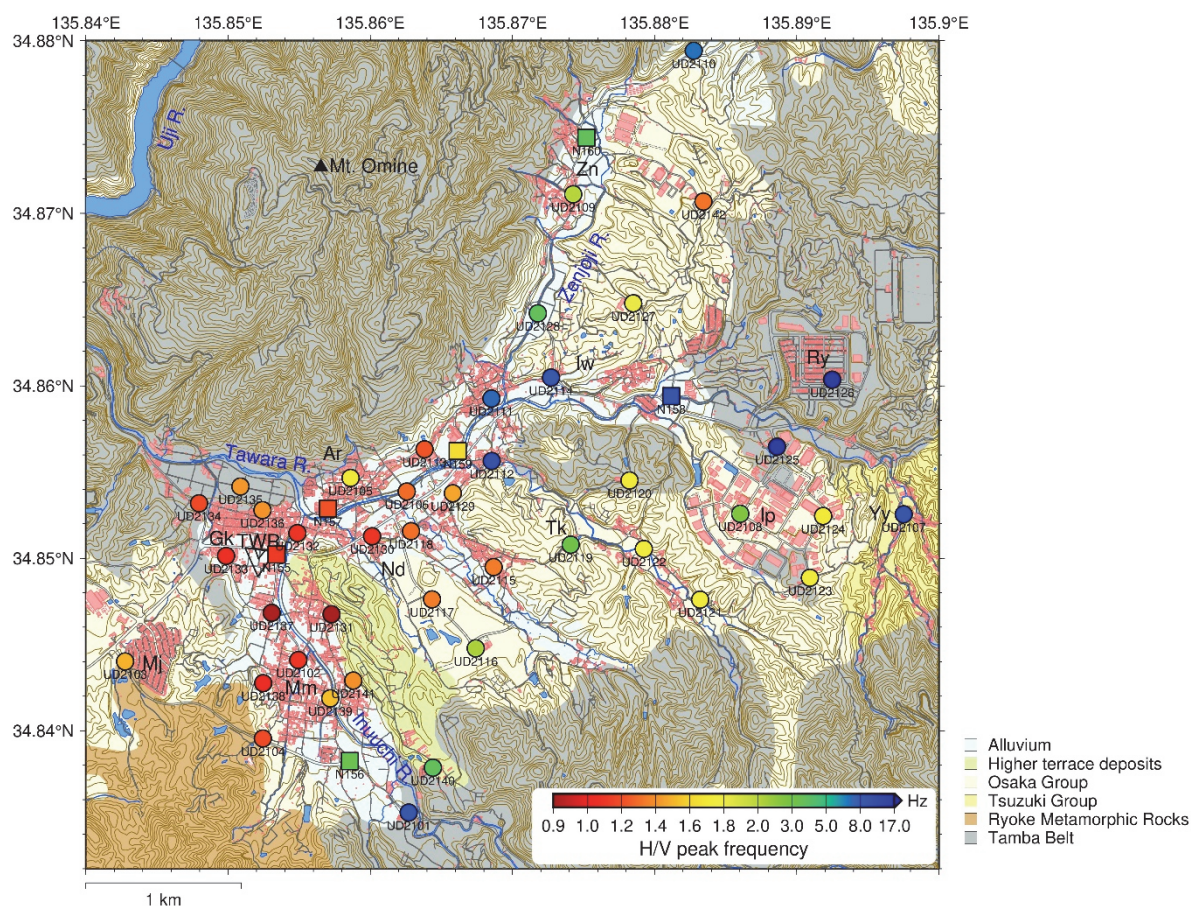 135.84°E
135.85°E
135.86°E
135.87°E
135.88°E
135.89°E
135.9°E
34.88°N
34.87°N
34.86°N
34.85°N
34.84°N
Uji R.
Mt. Omine
UD2110
N160
Zn
UD2109
UD2142
Zenjoji R.
UD2128
UD2127
Iw
UD2114
UD2111
N158
Ry
UD2126
Tawara R.
Ar
UD2113
N159
UD2112
UD2125
UD2105
UD2135
UD2106
UD2129
UD2120
UD2134
UD2136
N157
UD2108
Ip
UD2124
Yy
UD2107
Gk
TWR
UD2132
UD2130
UD2118
Tk
UD2119
UD2122
UD2133
N155
Nd
UD2115
UD2123
UD2137
UD2131
UD2117
UD2121
UD2116
UD2103
Mj
UD2102
UD2138
Mm
UD2141
UD2139
Inuuchi R.
UD2104
N156
UD2140
UD2101
Hz
0.9 1.0 1.2 1.4 1.6 1.8 2.0 3.0 5.0 8.0 17.0
H/V peak frequency
Alluvium
Higher terrace deposits
Osaka Group
Tsuzuki Group
Ryoke Metamorphic Rocks
Tamba Belt
1 km